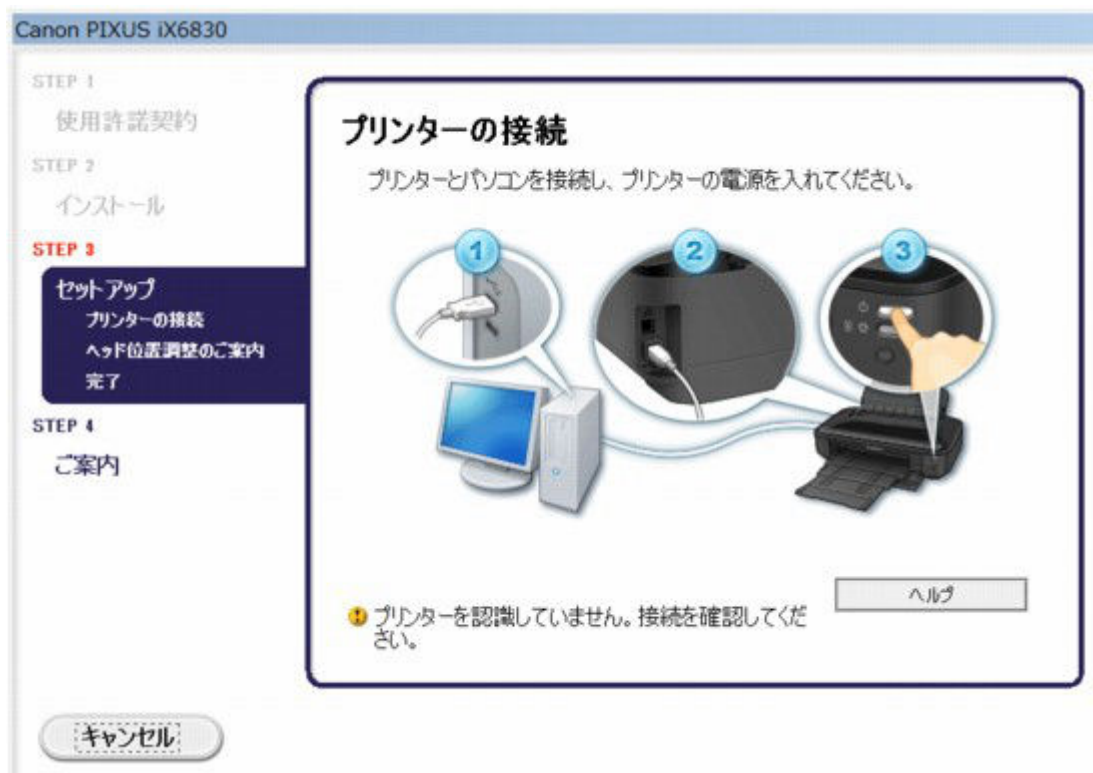 Canon PIXUS iX6830
STEP 1
使用許諾契約
STEP 2
インストール
STEP 3
セットアップ
プリンターの接続
ヘッド位置調整のご案内
完了
STEP 4
ご案内
プリンターの接続
プリンターとパソコンを接続し、プリンターの電源を入れてください。
1
2
3
プリンターを認識していません。接続を確認してくだ
さい。
ヘルプ
キャンセル